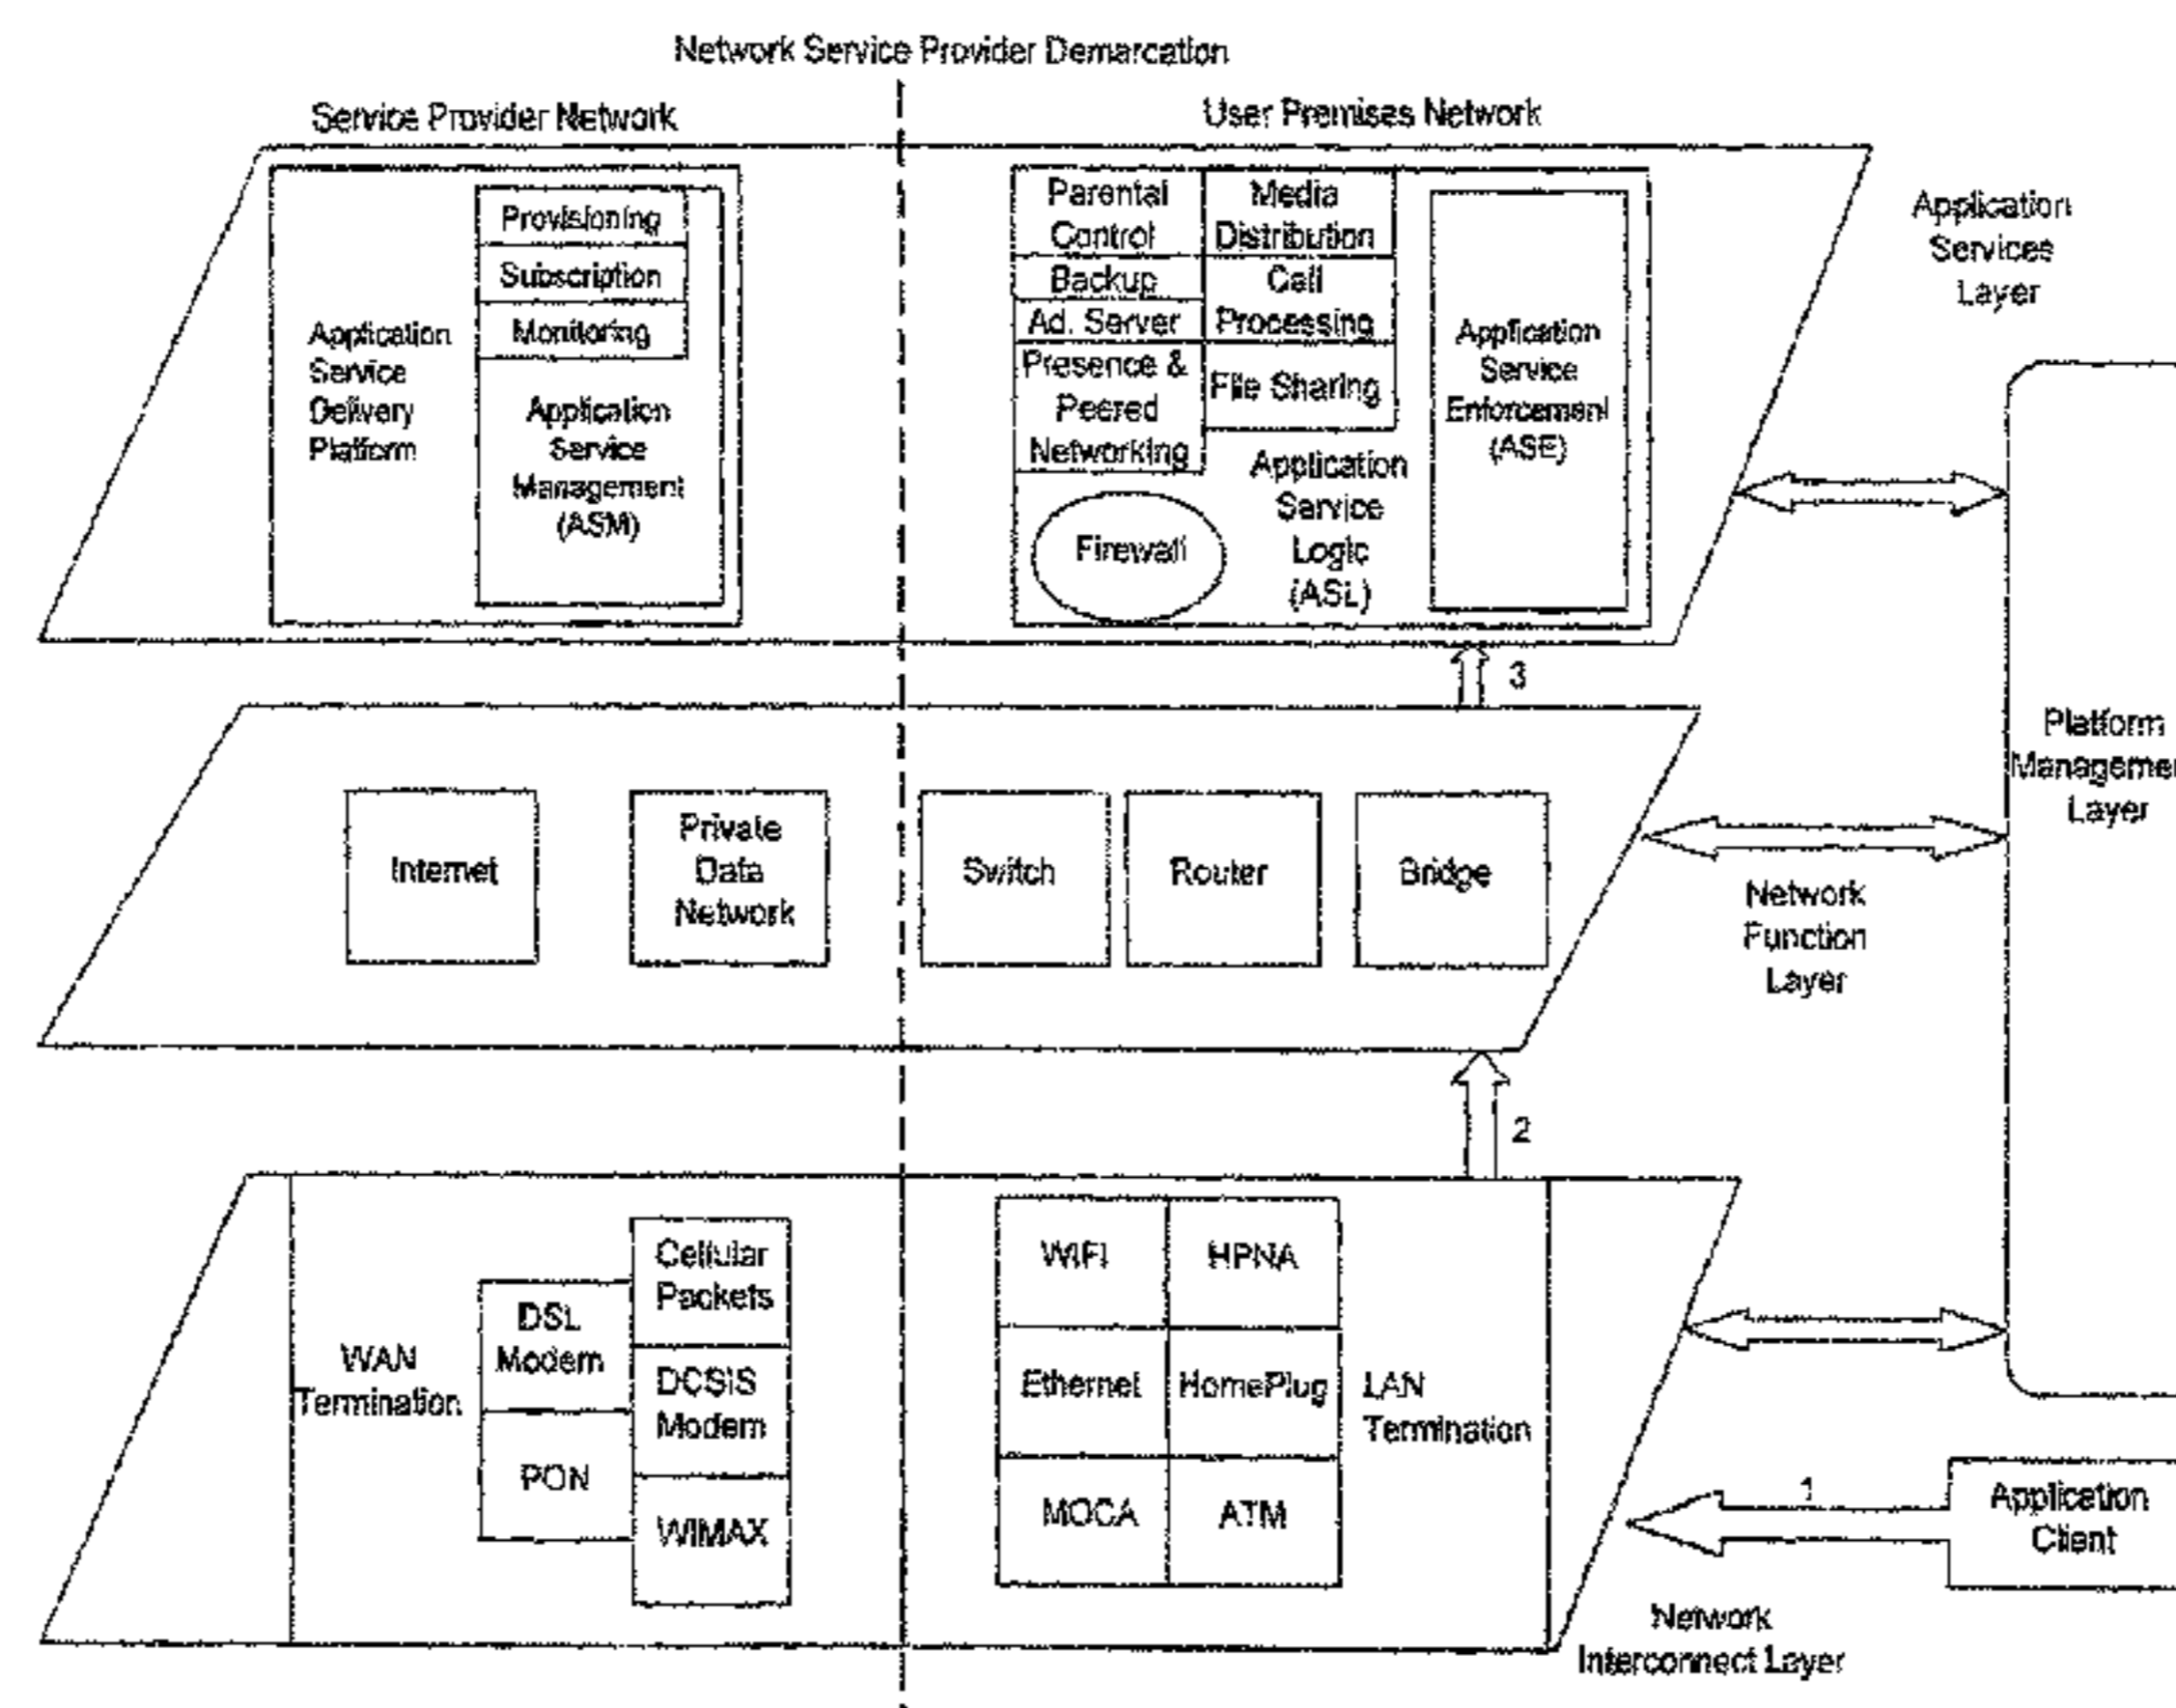 Network Service Provider Demarcation
Service Provider Network
User Premises Network
Provisioning
Subscription
Monitoring
Application
Service
Delivery
Platform
Application
Service
Management
(ASM)
Parental
Control
Backup
Ad. Server
Presence &
Peered
Networking
Media
Distribution
Call
Processing
File Sharing
Firewall
Application
Service
Logic
(ASL)
Application
Service
Enforcement
(ASE)
Application
Services
Layer
3
Internet
Private
Data
Network
Switch
Router
Bridge
Network
Function
Layer
Platform
Managemen
Layer
2
WAN
Termination
DSL
Modem
PON
Cellular
Packets
DCSIS
Modem
WIMAX
WIFI
HPNA
Ethernet
HomePlug
MOCA
ATM
LAN
Termination
1
Application
Client
Network
Interconnect Layer